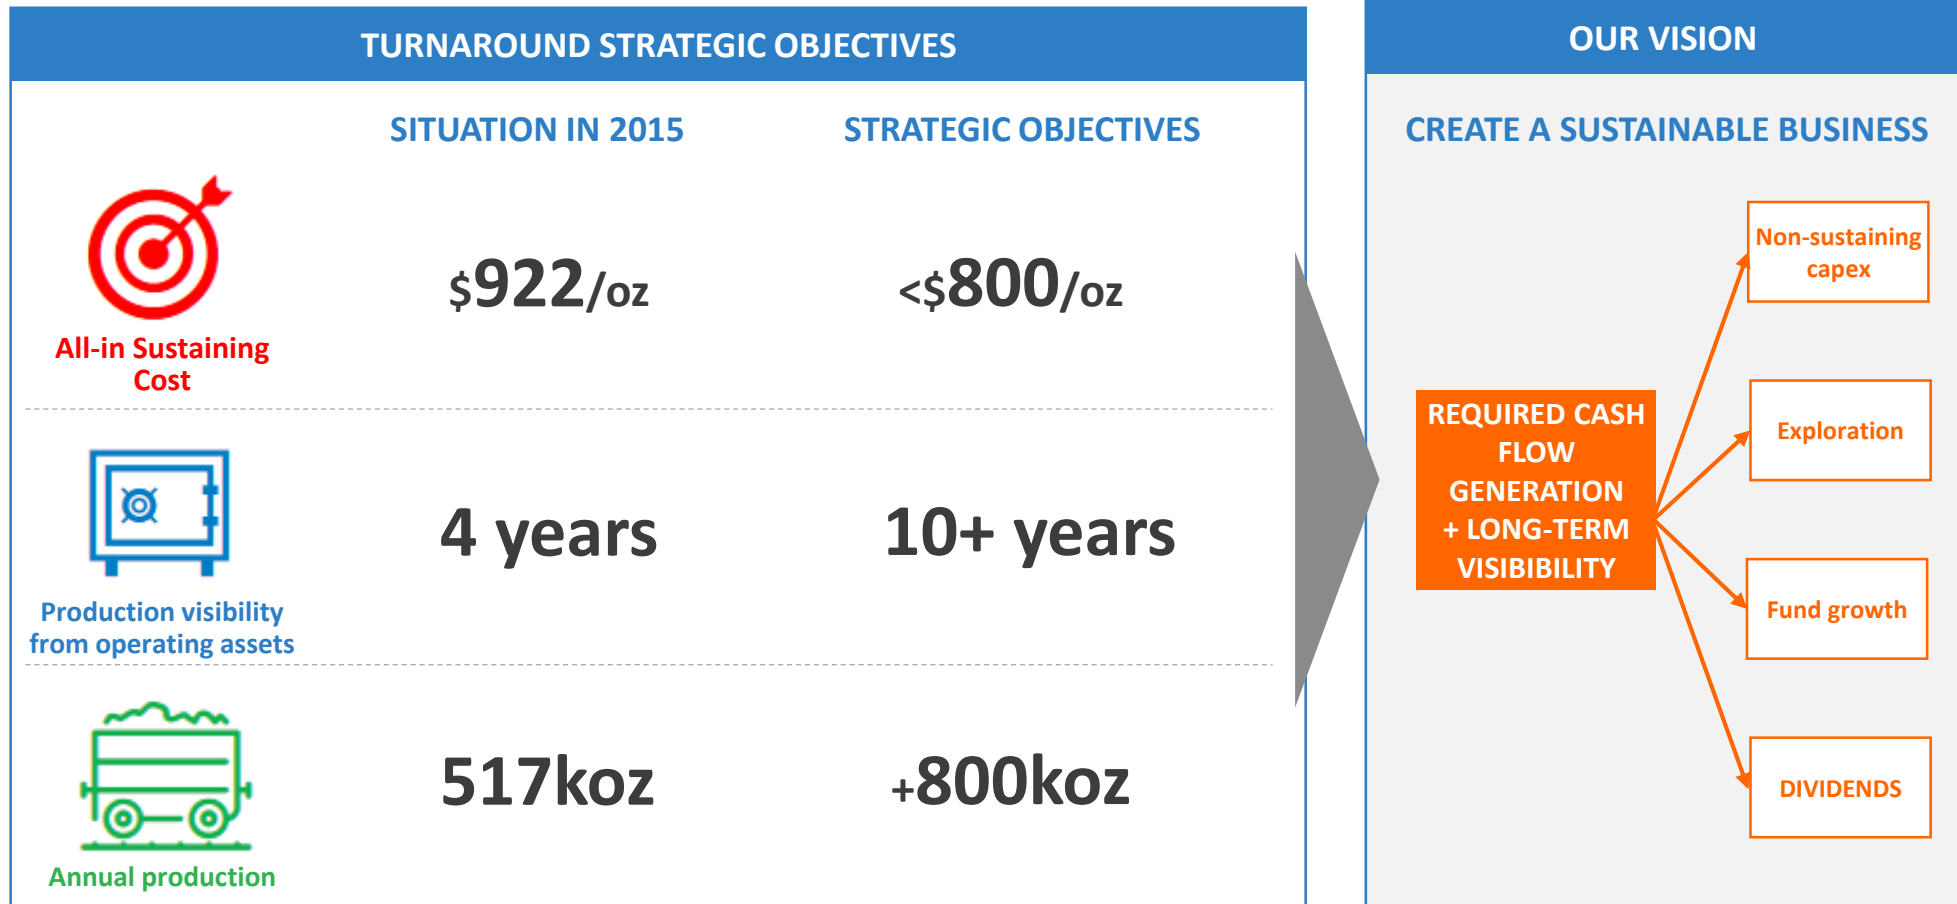 TURNAROUND STRATEGIC OBJECTIVES
SITUATION IN 2015
STRATEGIC OBJECTIVES
All-in Sustaining
Cost
$922/oz
<$800/oz
Production visibility
from operating assets
4 years
10+ years
Annual production
517koz
+800koz
OUR VISION
CREATE A SUSTAINABLE BUSINESS
REQUIRED CASH
FLOW
GENERATION
+ LONG-TERM
VISIBIBILITY
Non-sustaining
capex
Exploration
Fund growth
DIVIDENDS